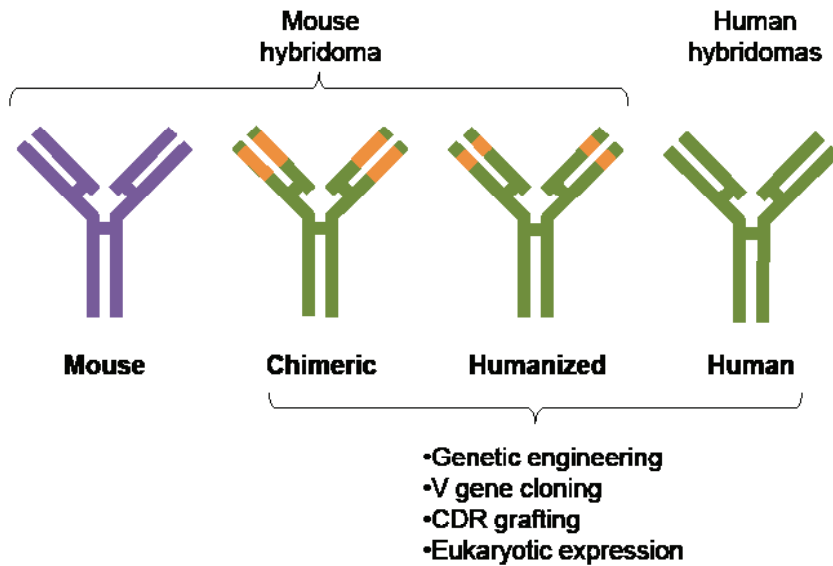 Mouse
hybridoma
Human
hybridomas
Mouse
Chimeric
Humanized
Human
•Genetic engineering
•V gene cloning
•CDR grafting
•Eukaryotic expression